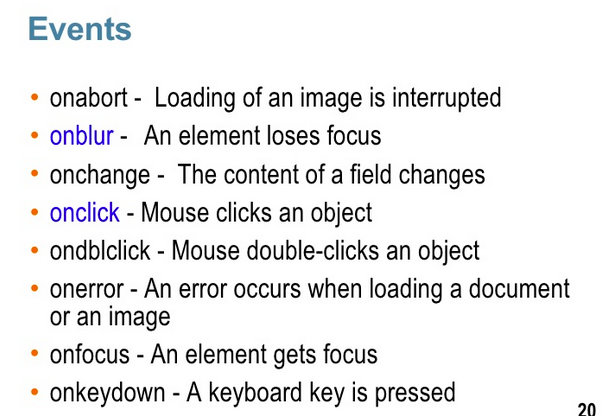 Events
• onabort -  Loading of an image is interrupted
• onblur -  An element loses focus
• onchange -  The content of a field changes
• onclick - Mouse clicks an object
• ondblclick - Mouse double-clicks an object
• onerror - An error occurs when loading a document
or an image
• onfocus - An element gets focus
• onkeydown - A keyboard key is pressed
20